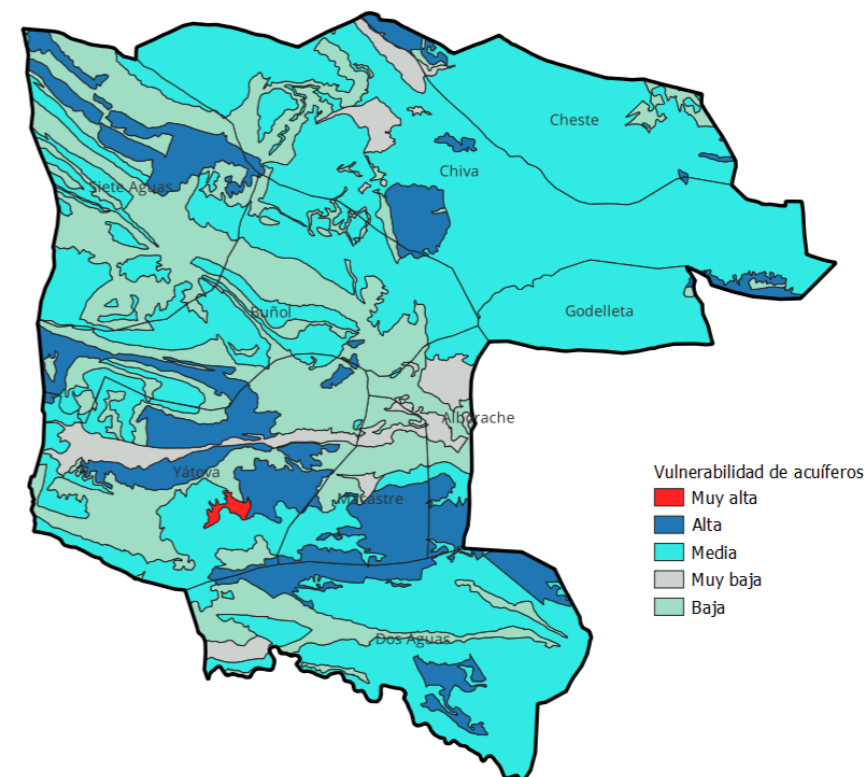 Cheste
Chiva
Siete Aguas
Godelleta
Buñol
Alborache
Yátova
Macastre
Dos Aguas
Vulnerabilidad de acuíferos
Muy alta
Alta
Media
Muy baja
Baja